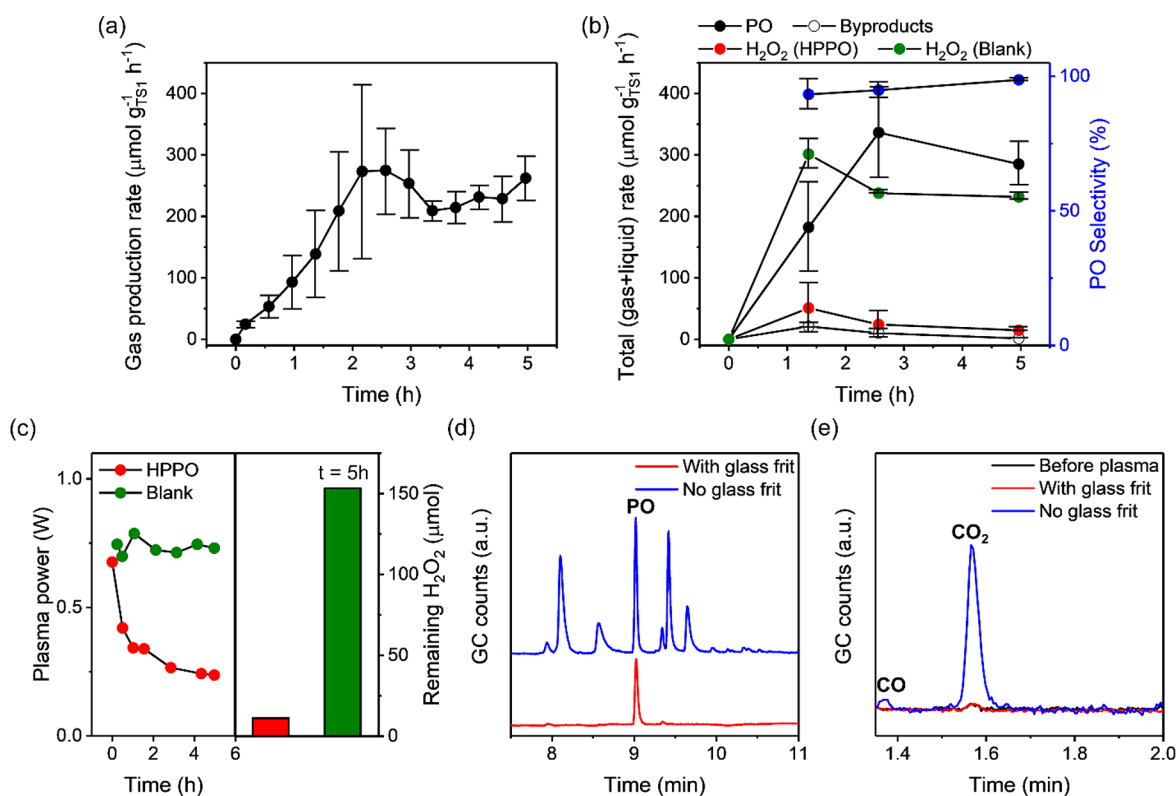 (a)
Gas production rate (μmol g⁻¹TS1 h⁻¹)
400
300
200
100
0
0 1 2 3 4 5
Time (h)
(b)
PO Byproducts
H₂O₂ (HPPO) H₂O₂ (Blank)
Total (gas+liquid) rate (μmol g⁻¹TS1 h⁻¹)
400
300
200
100
0
0 1 2 3 4 5
Time (h)
100
50
0
PO Selectivity (%)
(c)
HPPO
Blank
Plasma power (W)
1.0
0.5
0.0
0 2 4 6
Time (h)
t = 5h
150
100
50
0
Remaining H₂O₂ (μmol)
(d)
With glass frit
No glass frit
PO
GC counts (a.u.)
8 9 10 11
Time (min)
(e)
Before plasma
With glass frit
No glass frit
CO₂
CO
GC counts (a.u.)
1.4 1.6 1.8 2.0
Time (min)